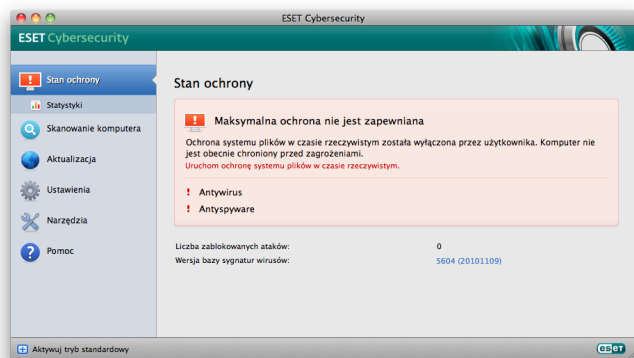 ESET Cybersecurity
ESET Cybersecurity
Stan ochrony
Statystyki
Skanowanie komputera
Aktualizacja
Ustawienia
Narzędzia
Pomoc
Stan ochrony
Maksymalna ochrona nie jest zapewniana
Ochrona systemu plików w czasie rzeczywistym została wyłączona przez użytkownika. Komputer nie
jest obecnie chroniony przed zagrożeniami.
Uruchom ochronę systemu plików w czasie rzeczywistym.
! Antywirus
! Antyspyware
Liczba zablokowanych ataków: 0
Wersja bazy sygnatur wirusów: 5604 (20101109)
Aktywuj tryb standardowy
eset